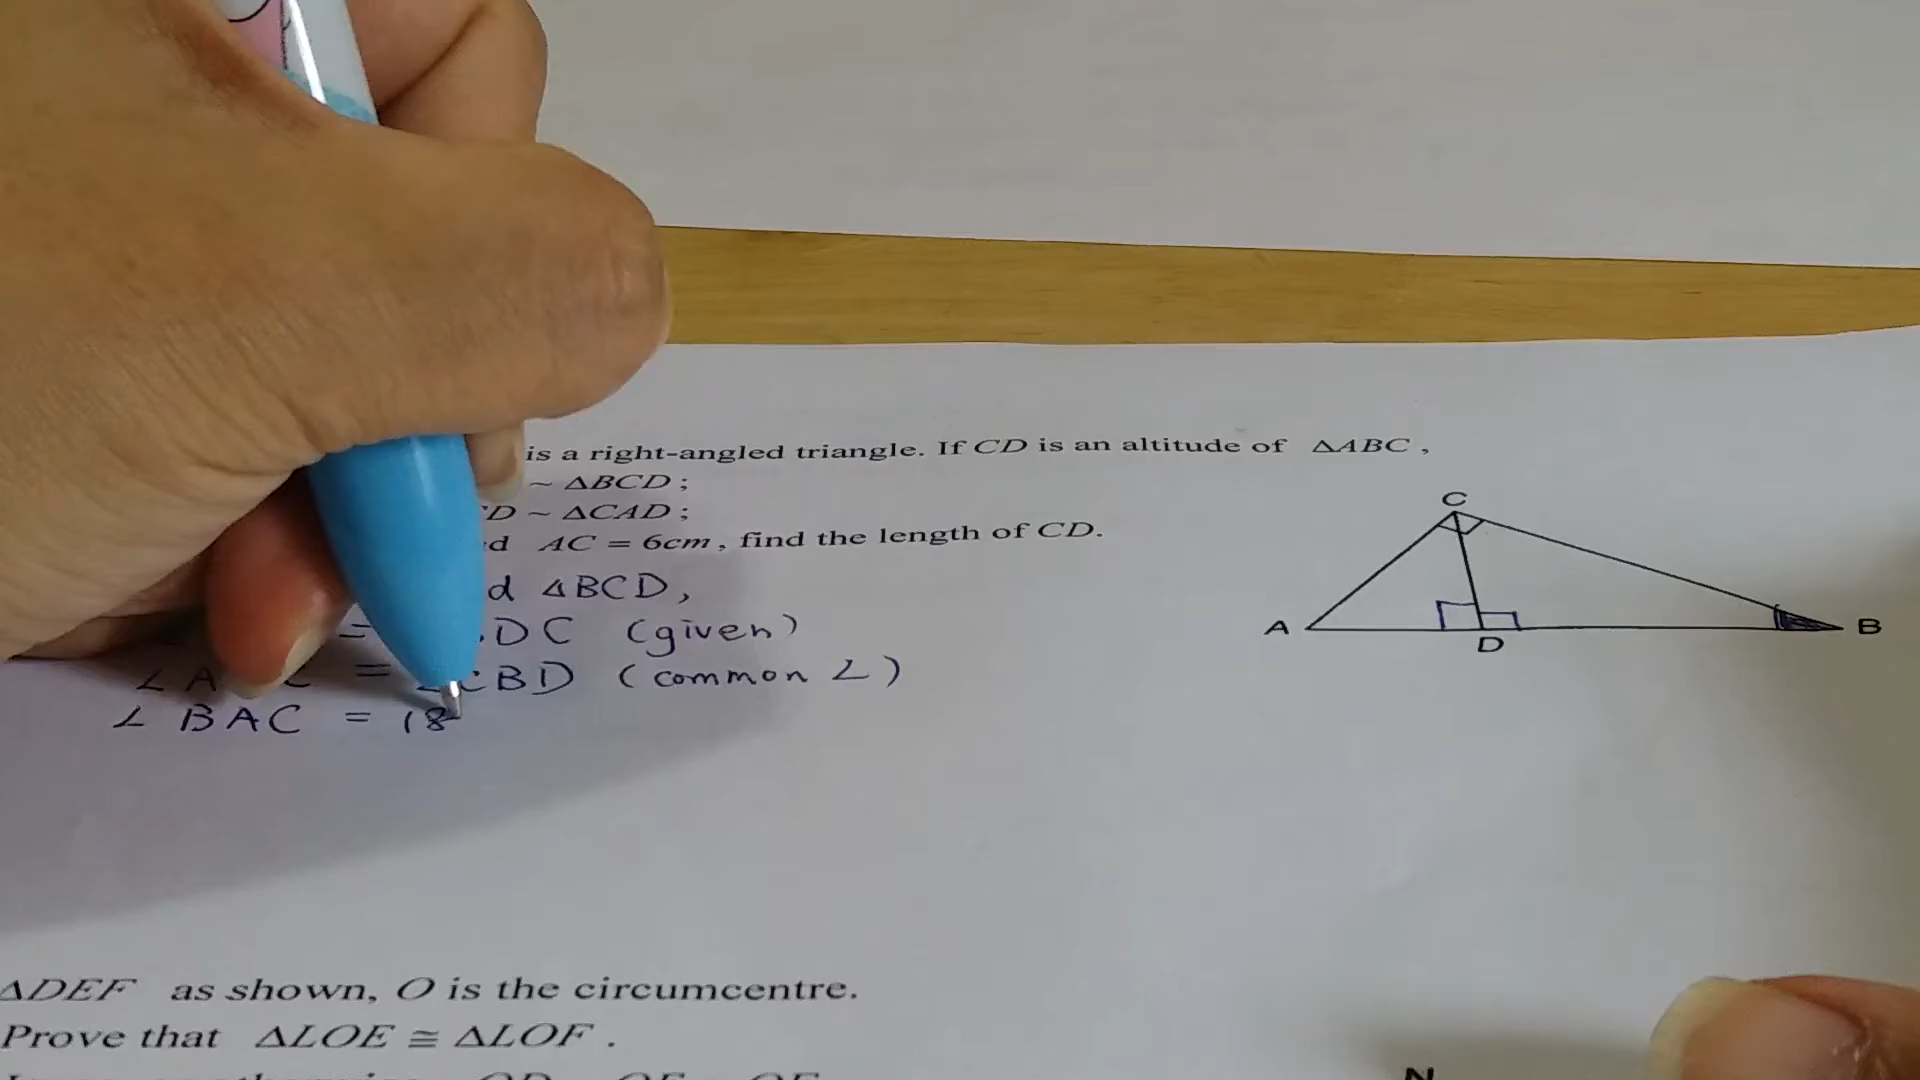 is a right-angled triangle. If CD is an altitude of ΔABC ,
~ ΔBCD ;
D ~ ΔCAD ;
d AC = 6cm , find the length of CD.
d ΔBCD,
= DC (given)
∠A C = CBD (common ∠)
∠BAC = 18
C
A
D
B
ΔDEF as shown, O is the circumcentre.
Prove that ΔLOE ≅ ΔLOF .
N